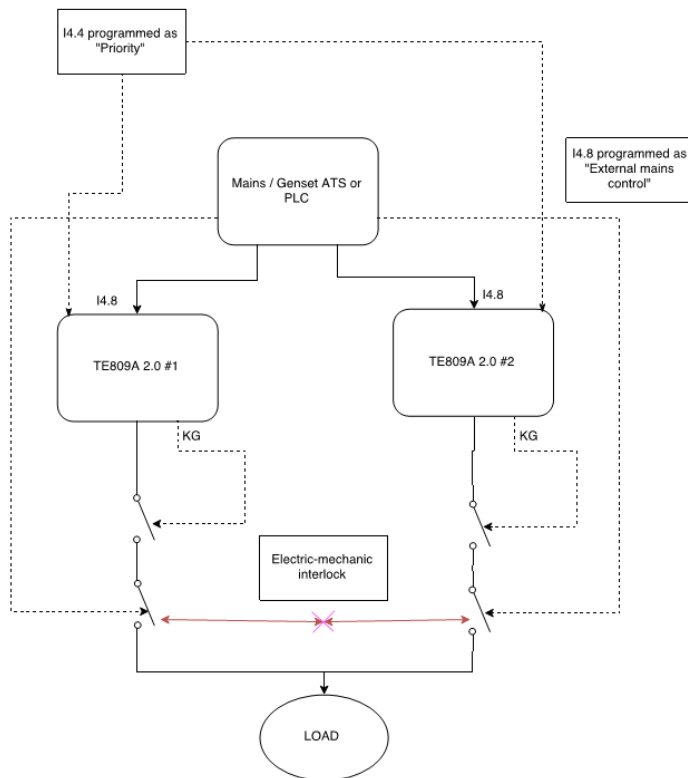 I4.4 programmed as
"Priority"
Mains / Genset ATS or
PLC
I4.8 programmed as
"External mains
control"
I4.8
I4.8
TE809A 2.0 #1
TE809A 2.0 #2
KG
KG
Electric-mechanic
interlock
LOAD